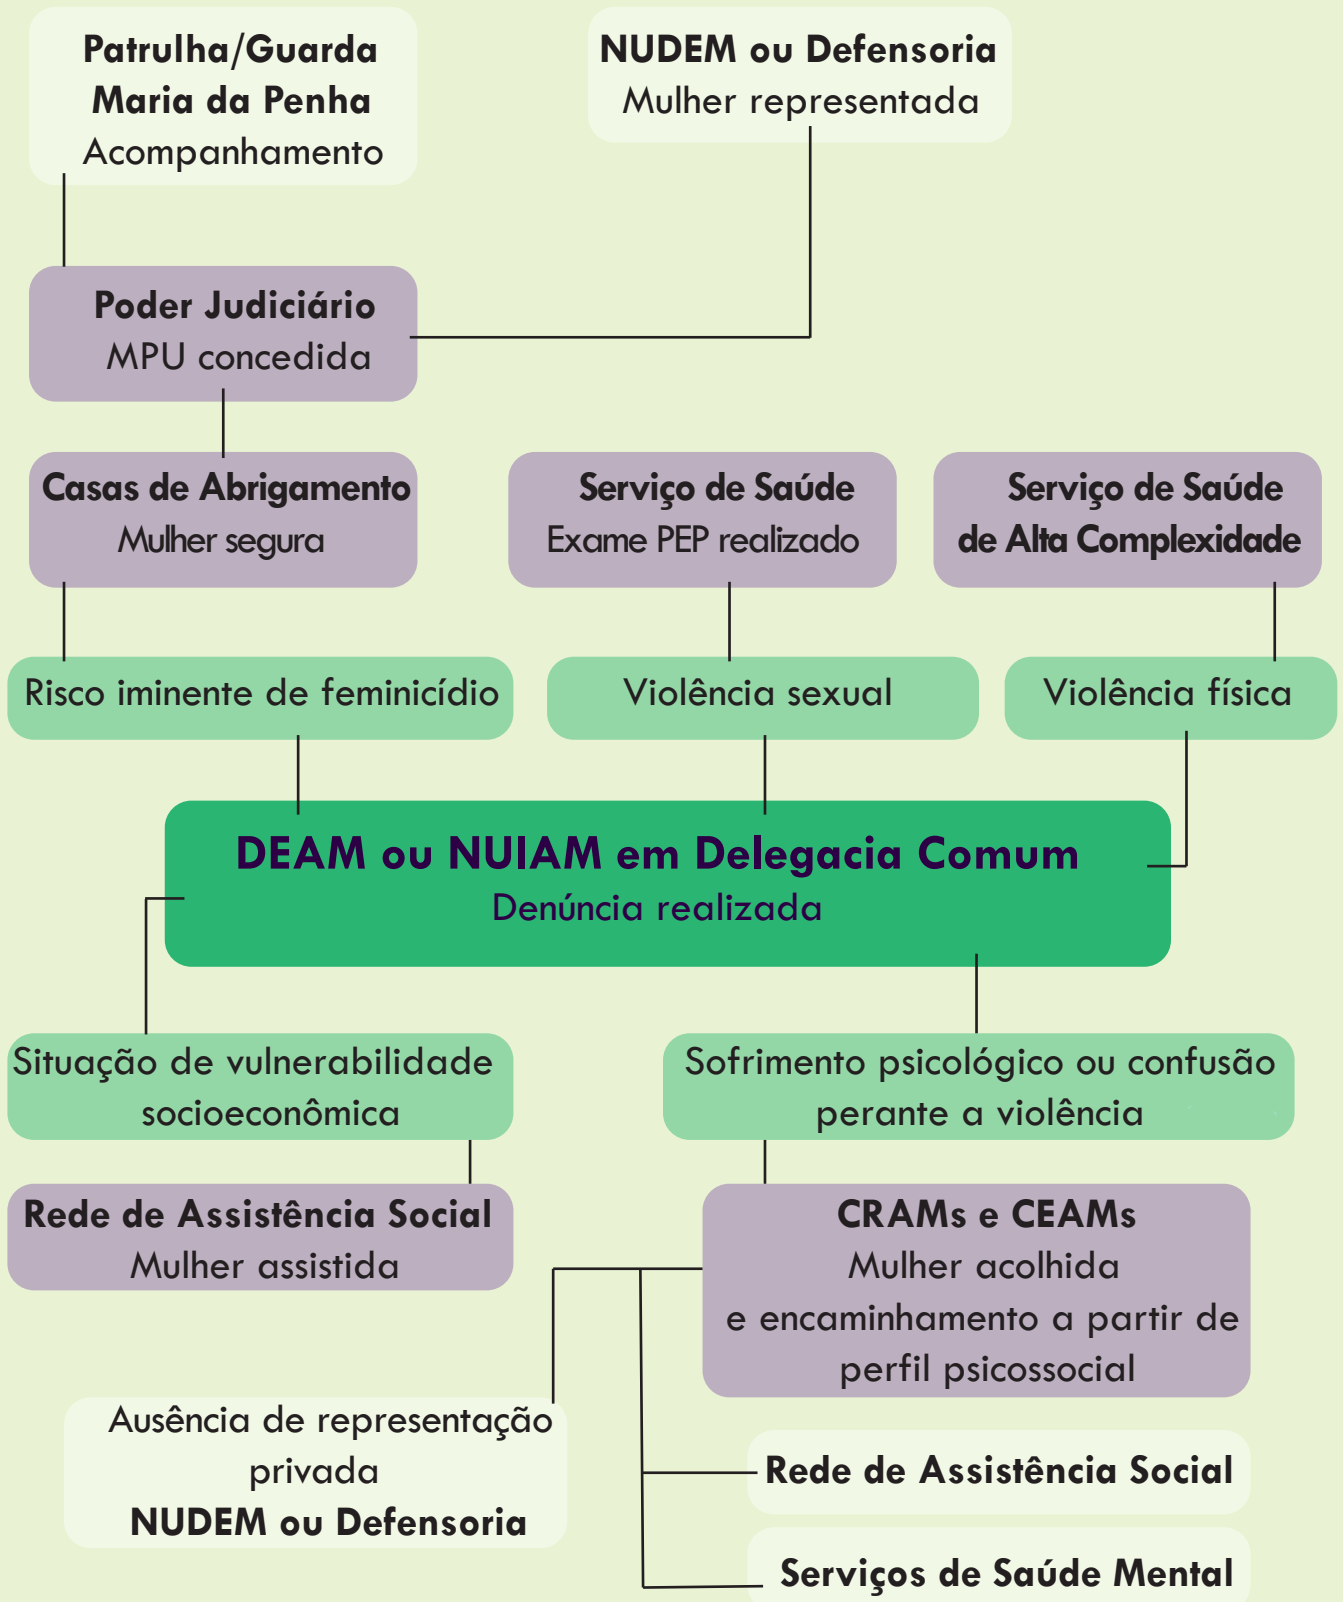 Patrulha/Guarda
Maria da Penha
Acompanhamento
NUDEM ou Defensoria
Mulher representada
Poder Judiciário
MPU concedida
Casas de Abrigamento
Mulher segura
Serviço de Saúde
Exame PEP realizado
Serviço de Saúde
de Alta Complexidade
Risco iminente de feminicídio
Violência sexual
Violência física
DEAM ou NUIAM em Delegacia Comum
Denúncia realizada
Situação de vulnerabilidade
socioeconômica
Sofrimento psicológico ou confusão
perante a violência
Rede de Assistência Social
Mulher assistida
CRAMs e CEAMs
Mulher acolhida
e encaminhamento a partir de
perfil psicossocial
Ausência de representação
privada
NUDEM ou Defensoria
Rede de Assistência Social
Serviços de Saúde Mental